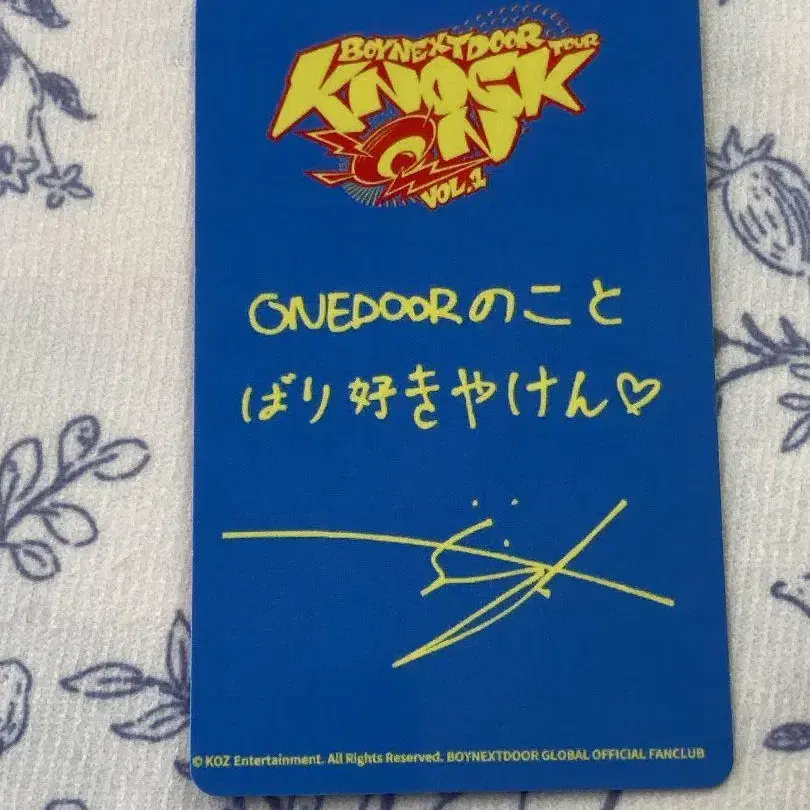 BOYNEXTDOOR TOUR
KNOCK
ON
VOL.1
ONEDOORのこと
ばり好きやけん♡
© KOZ Entertainment. All Rights Reserved. BOYNEXTDOOR GLOBAL OFFICIAL FANCLUB